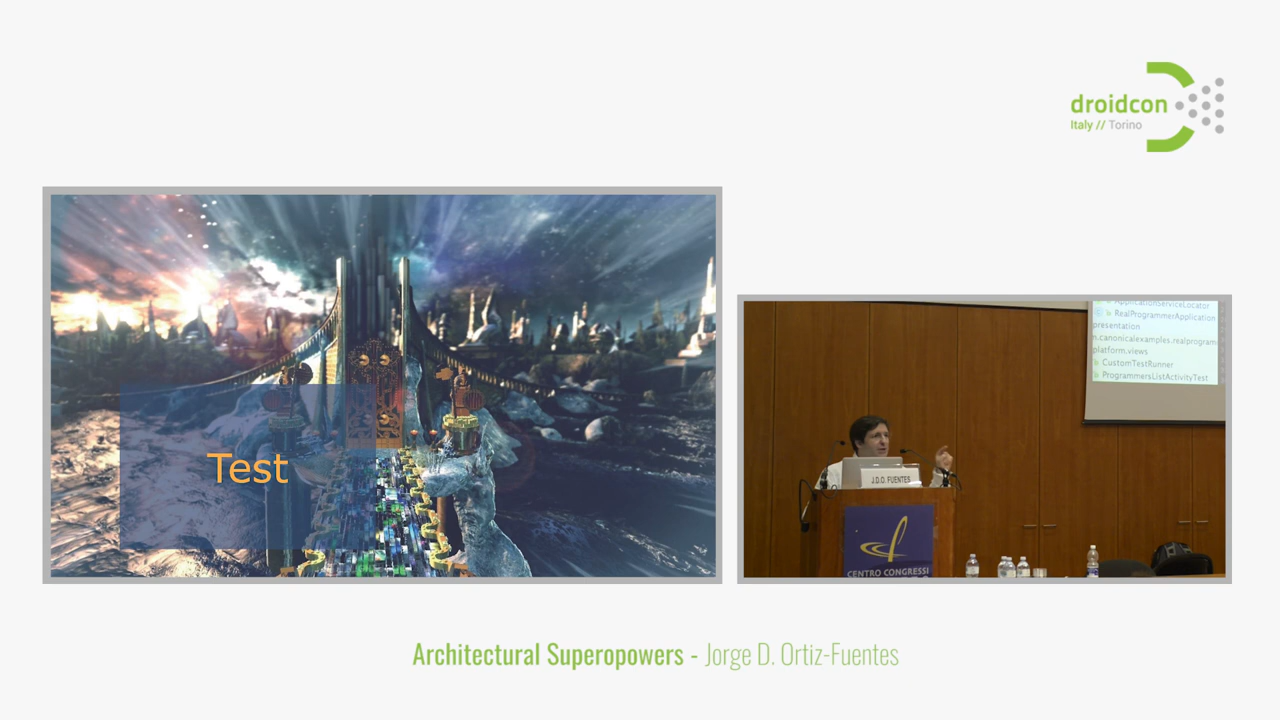 droidcon
Italy // Torino
Test
ApplicationServiceLocator
RealProgrammerApplication
presentation
n.canonicalexamples.realprogram
platform.views
CustomTestRunner
ProgrammersListActivityTest
J.D.O. FUENTES
CENTRO CONGRESSI
Architectural Superopowers - Jorge D. Ortiz-Fuentes